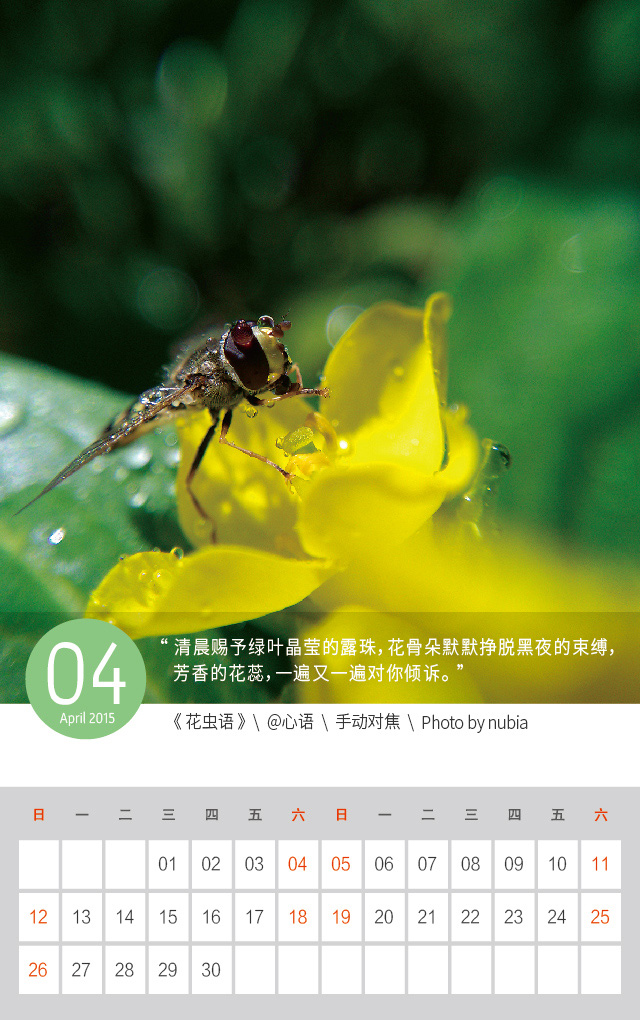 “清晨赐予绿叶晶莹的露珠,花骨朵默默挣脱黑夜的束缚,
芳香的花蕊,一遍又一遍对你倾诉。”
04
April 2015
《花虫语》\ @心语 \ 手动对焦 \ Photo by nubia
日 一 二 三 四 五 六 日 一 二 三 四 五 六
01 02 03 04 05 06 07 08 09 10 11
12 13 14 15 16 17 18 19 20 21 22 23 24 25
26 27 28 29 30